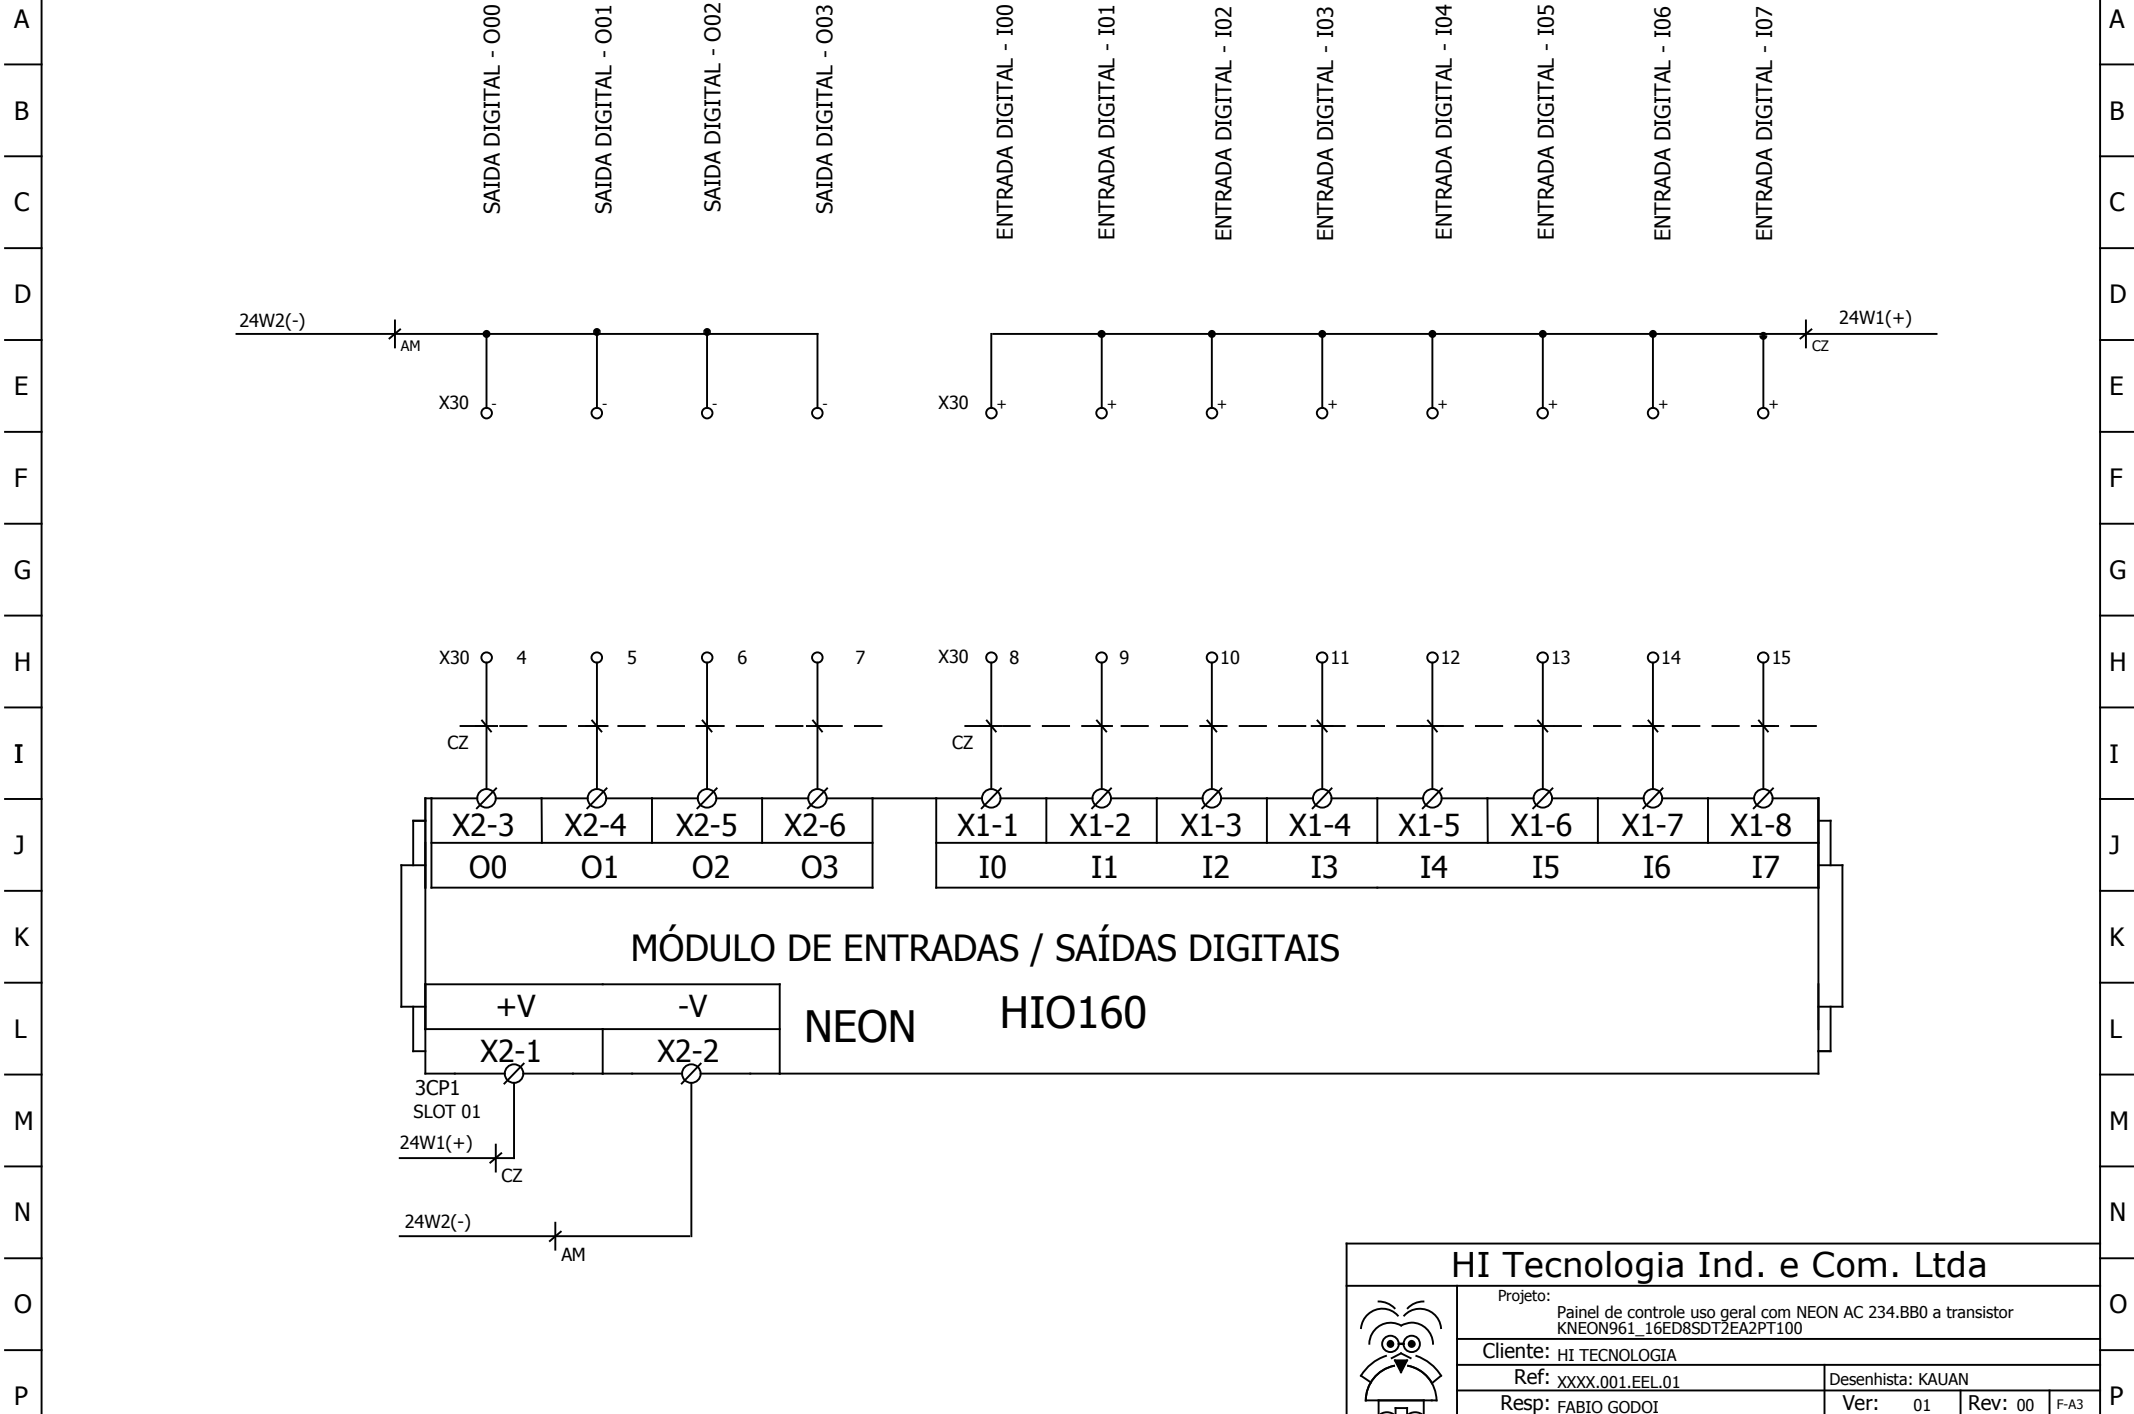 A A
SAIDA DIGITAL - O00
SAIDA DIGITAL - O01
SAIDA DIGITAL - O02
SAIDA DIGITAL - O03
ENTRADA DIGITAL - I00
ENTRADA DIGITAL - I01
ENTRADA DIGITAL - I02
ENTRADA DIGITAL - I03
ENTRADA DIGITAL - I04
ENTRADA DIGITAL - I05
ENTRADA DIGITAL - I06
ENTRADA DIGITAL - I07
B B
C C
D D
24W2(-) 24W1(+)
AM CZ
E E
X30 - - - - X30 + + + + + + + +
F F
G G
H X30 4 5 6 7 X30 8 9 10 11 12 13 14 15 H
CZ CZ
I I
X2-3 X2-4 X2-5 X2-6 X1-1 X1-2 X1-3 X1-4 X1-5 X1-6 X1-7 X1-8
J J
O0 O1 O2 O3 I0 I1 I2 I3 I4 I5 I6 I7
K MÓDULO DE ENTRADAS / SAÍDAS DIGITAIS K
+V -V
NEON HIO160
L L
X2-1 X2-2
3CP1
SLOT 01
M M
24W1(+)
CZ
N N
24W2(-)
AM
HI Tecnologia Ind. e Com. Ltda
O O
Projeto:
Painel de controle uso geral com NEON AC 234.BB0 a transistor
KNEON961_16ED8SDT2EA2PT100
Cliente: HI TECNOLOGIA
Ref: XXXX.001.EEL.01 Desenhista: KAUAN
P P
Resp: FABIO GODOI Ver: 01 Rev: 00 F-A3